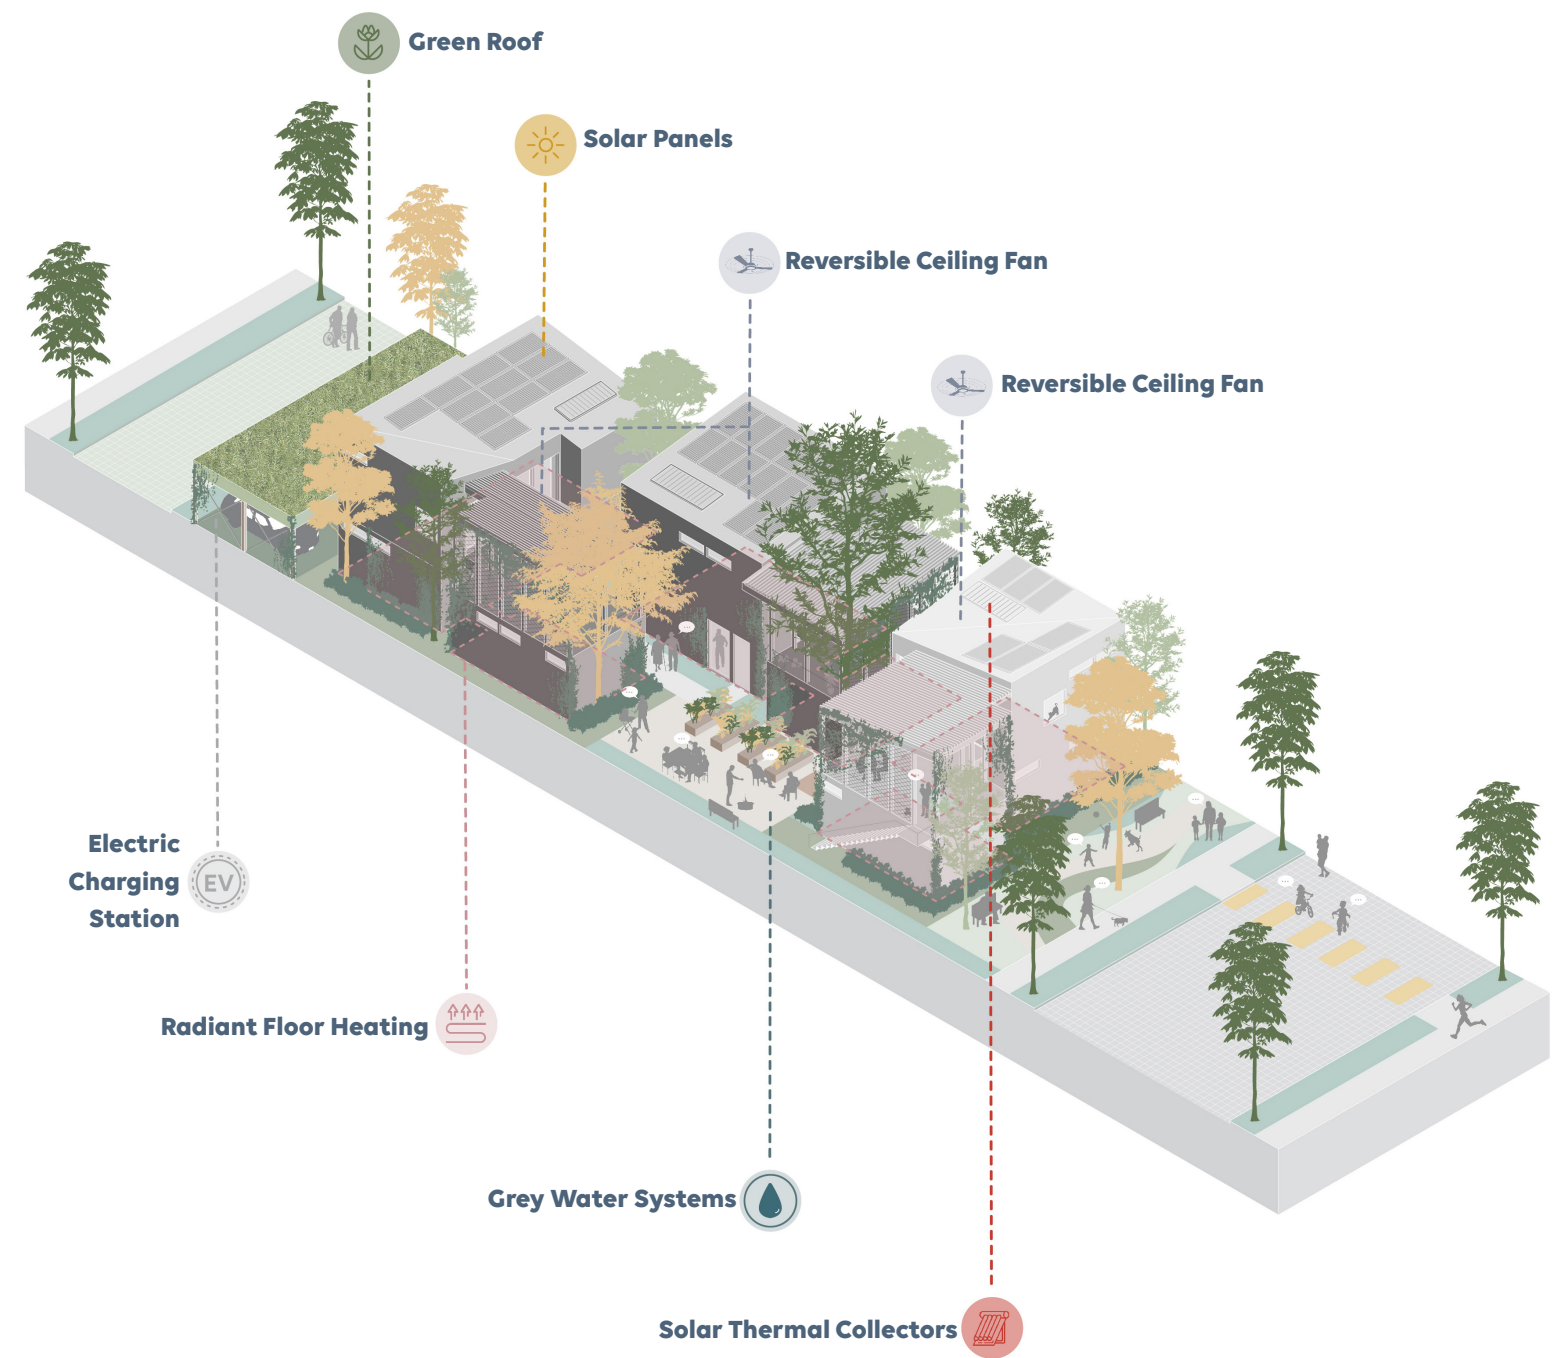 Green Roof
Solar Panels
Reversible Ceiling Fan
Reversible Ceiling Fan
Electric
Charging
Station
EV
Radiant Floor Heating
Grey Water Systems
Solar Thermal Collectors